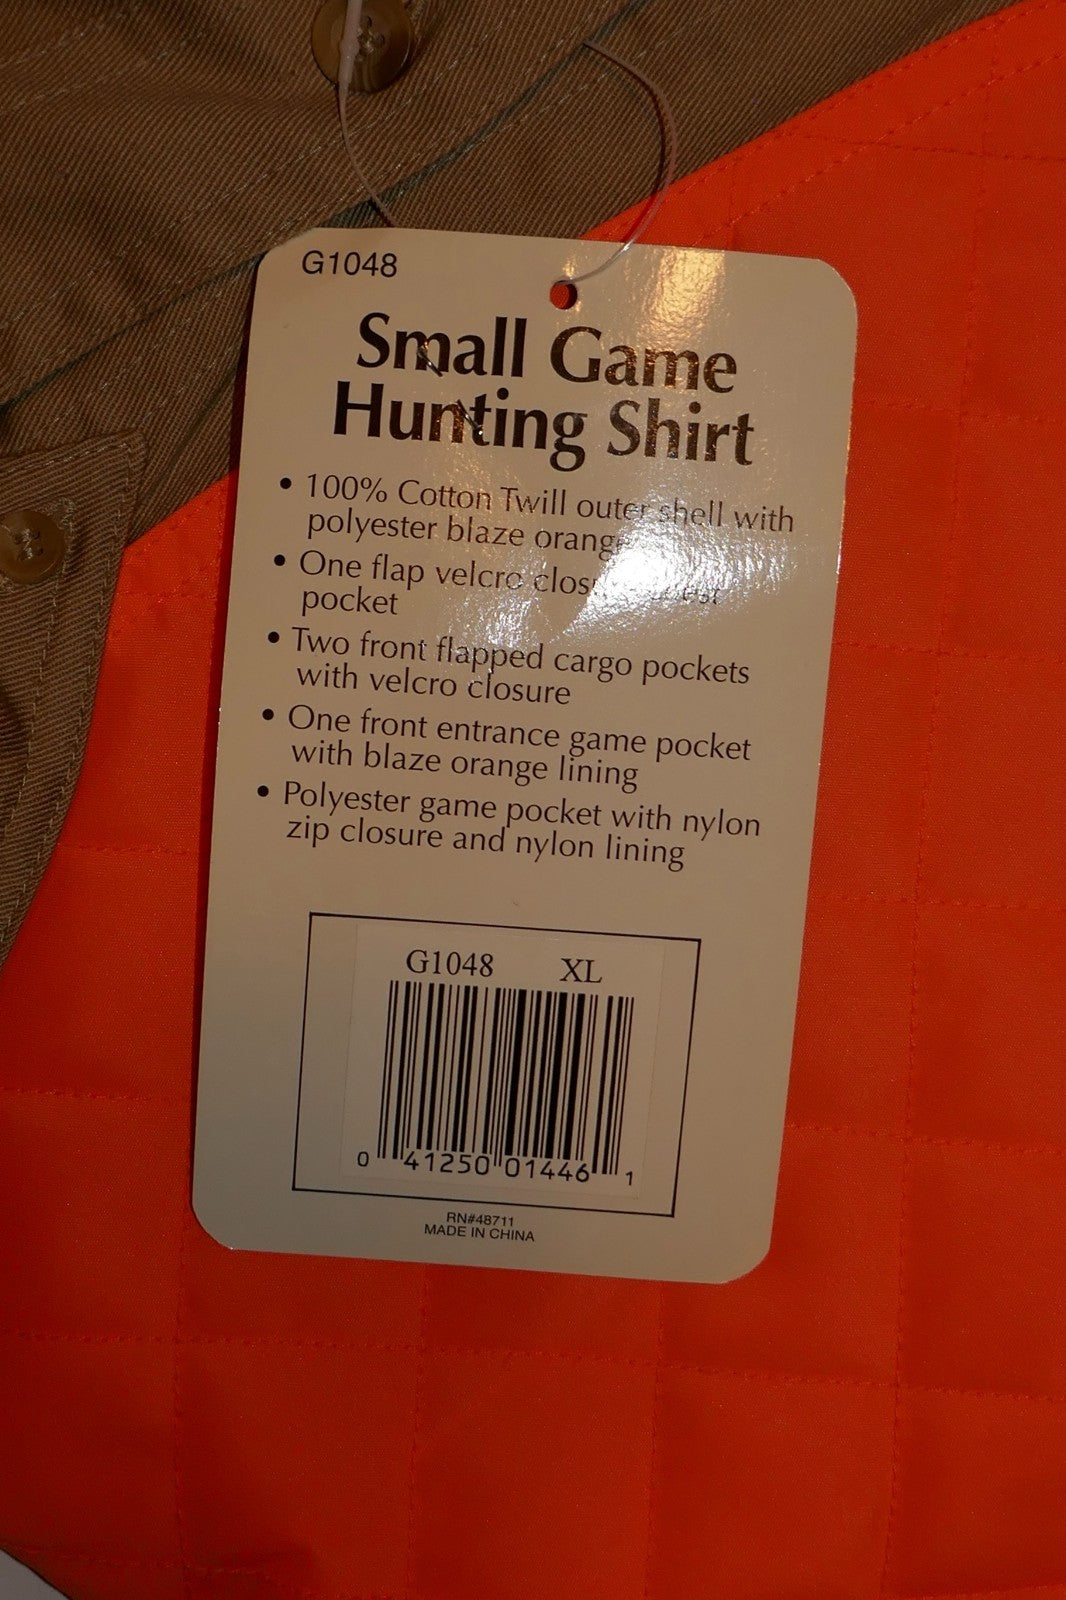 G1048
Small Game
Hunting Shirt
• 100% Cotton Twill outer shell with
polyester blaze orange
• One flap velcro
pocket
• Two front flapped cargo pockets
with velcro closure
• One front entrance game pocket
with blaze orange lining
• Polyester game pocket with nylon
zip closure and nylon lining
G1048 XL
0 41250 01446 1
RN#48711
MADE IN CHINA